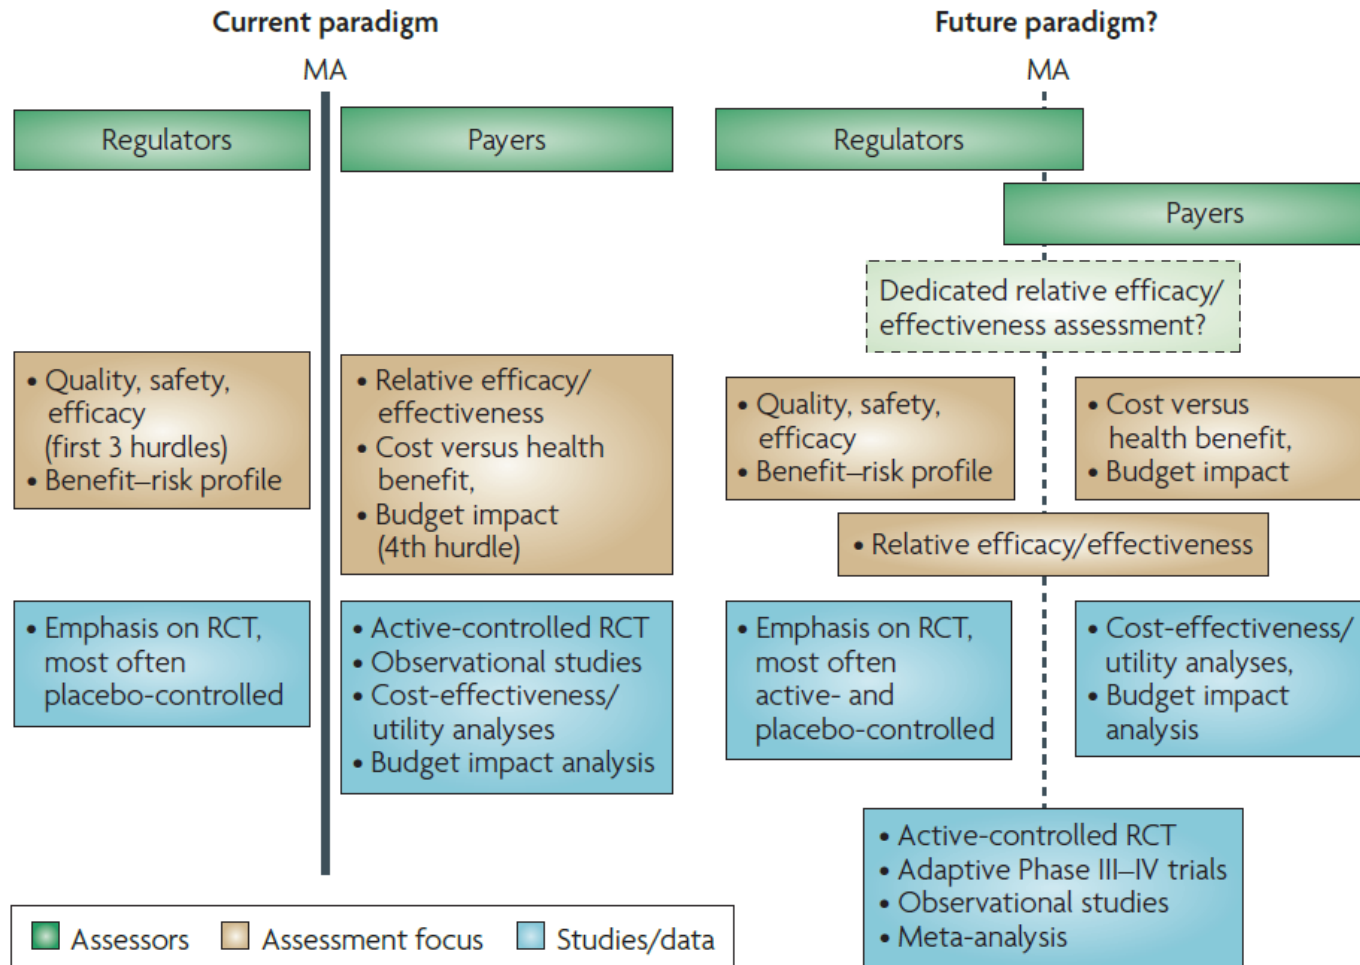 Current paradigm
MA
Regulators
Payers
• Quality, safety,
efficacy
(first 3 hurdles)
• Benefit–risk profile
• Relative efficacy/
effectiveness
• Cost versus health
benefit,
• Budget impact
(4th hurdle)
• Emphasis on RCT,
most often
placebo-controlled
• Active-controlled RCT
• Observational studies
• Cost-effectiveness/
utility analyses
• Budget impact analysis
Future paradigm?
MA
Regulators
Payers
Dedicated relative efficacy/
effectiveness assessment?
• Quality, safety,
efficacy
• Benefit–risk profile
• Cost versus
health benefit,
• Budget impact
• Relative efficacy/effectiveness
• Emphasis on RCT,
most often
active- and
placebo-controlled
• Cost-effectiveness/
utility analyses,
• Budget impact
analysis
• Active-controlled RCT
• Adaptive Phase III–IV trials
• Observational studies
• Meta-analysis
Assessors
Assessment focus
Studies/data